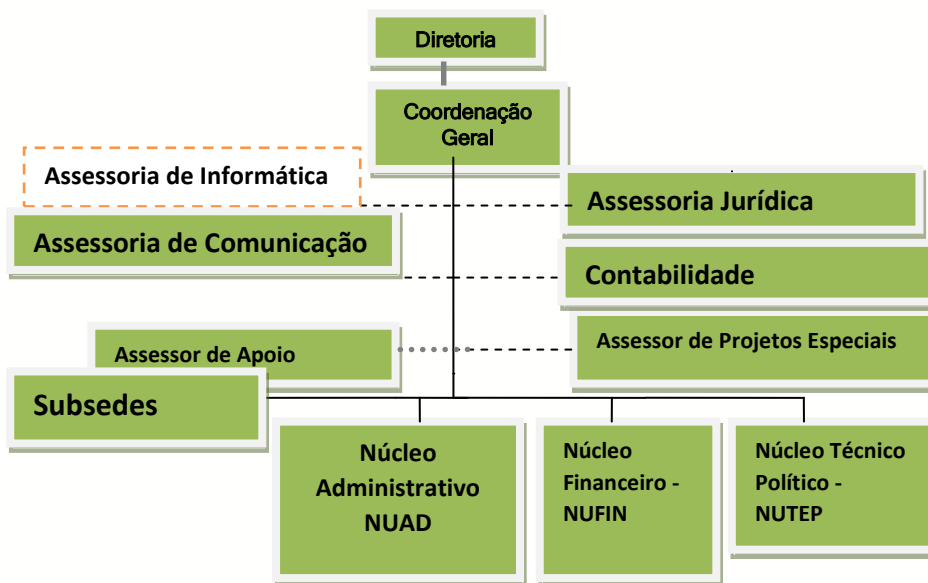 Diretoria
Coordenação
Geral
Assessoria de Informática
Assessoria Jurídica
Assessoria de Comunicação
Contabilidade
Assessor de Apoio
Assessor de Projetos Especiais
Subsedes
Núcleo
Administrativo
NUAD
Núcleo
Financeiro -
NUFIN
Núcleo Técnico
Político -
NUTEP